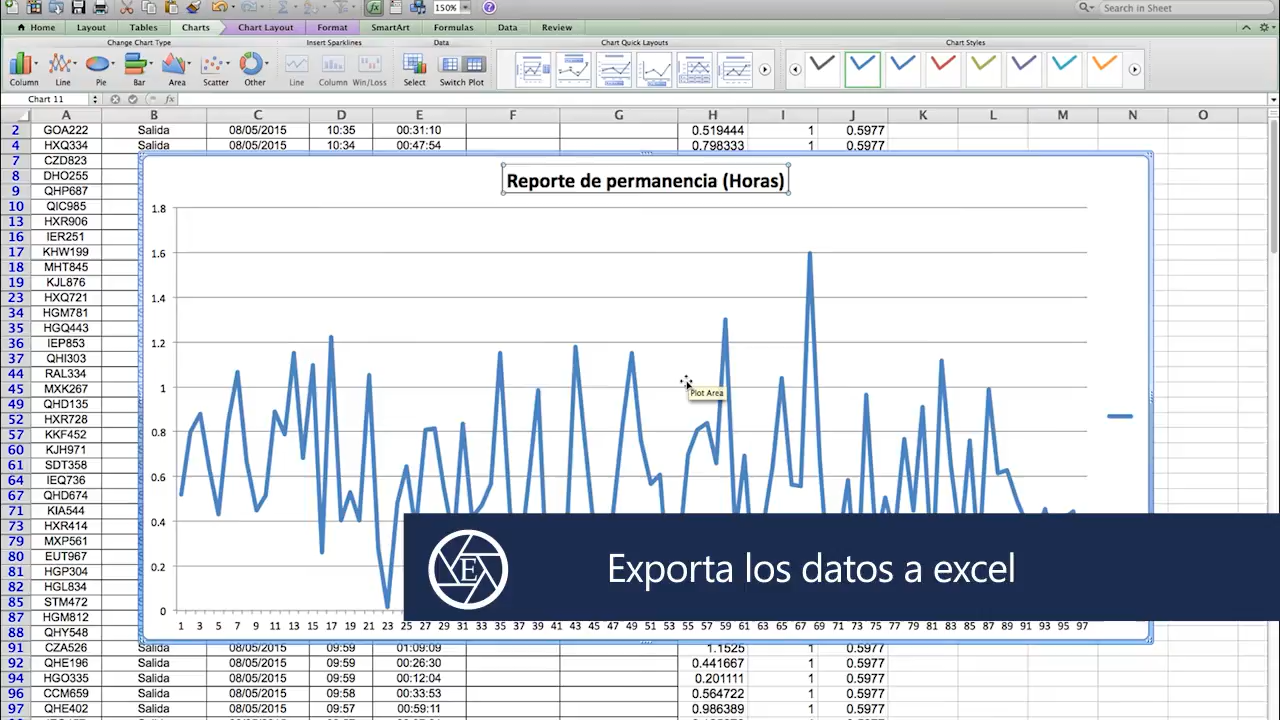 150%
Search in Sheet
Home Layout Tables Charts Chart Layout Format SmartArt Formulas Data Review
Change Chart Type Insert Sparklines Data Chart Quick Layouts Chart Styles
Column Line Pie Bar Area Scatter Other Line Column Win/Loss Select Switch Plot
Chart 11 fx
A B C D E F G H I J K L M N O
2 GOA222 Salida 08/05/2015 10:35 00:31:10 0.519444 1 0.5977
4 HXQ334 Salida 08/05/2015 10:34 00:47:54 0.798333 1 0.5977
7 CZD823
8 DHO255
9 QHP687
10 QIC985
13 HXR906
16 IER251
17 KHW199
18 MHT845
19 KJL876
23 HXQ721
34 HGM781
35 HGQ443
36 IEP853
37 QHI303
44 RAL334
45 MXK267
49 QHD135
52 HXR728
57 KKF452
60 KJH971
61 SDT358
64 IEQ736
67 QHD674
71 KIA544
73 HXR414
79 MXP561
80 EUT967
81 HGP304
82 HGL834
85 STM472
87 HGM812
88 QHY548
Reporte de permanencia (Horas)
1.8
1.6
1.4
1.2
1
0.8
0.6
0.4
0.2
0
Plot Area
E
Exporta los datos a excel
1 3 5 7 9 11 13 15 17 19 21 23 25 27 29 31 33 35 37 39 41 43 45 47 49 51 53 55 57 59 61 63 65 67 69 71 73 75 77 79 81 83 85 87 89 91 93 95 97
91 CZA526 Salida 08/05/2015 09:59 01:09:09 1.1525 1 0.5977
92 QHE196 Salida 08/05/2015 09:59 00:26:30 0.441667 1 0.5977
94 HGO335 Salida 08/05/2015 09:59 00:12:04 0.201111 1 0.5977
96 CCM659 Salida 08/05/2015 09:58 00:33:53 0.564722 1 0.5977
97 QHE402 Salida 08/05/2015 09:57 00:59:11 0.986389 1 0.5977